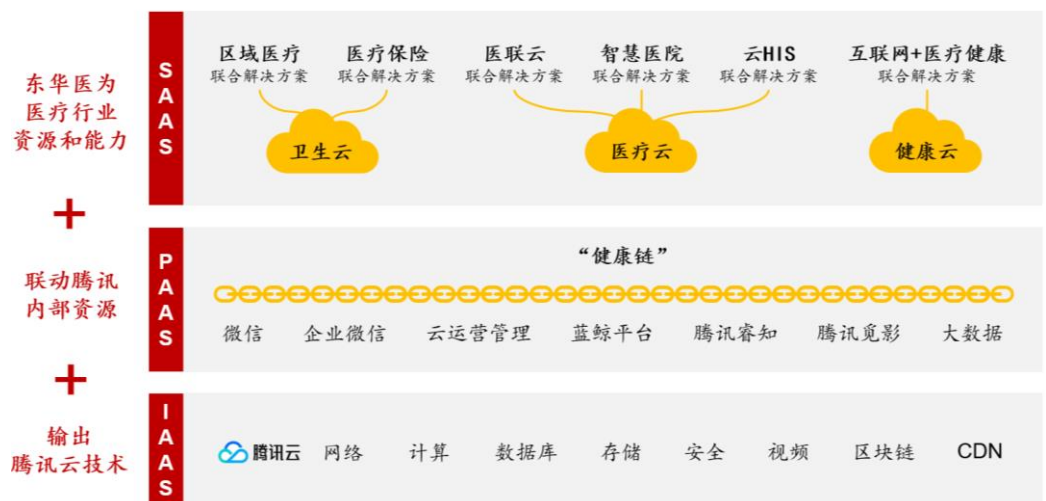 东华医为
医疗行业
资源和能力
SAAS
区域医疗 医疗保险 医联云 智慧医院 云HIS 互联网+医疗健康
联合解决方案 联合解决方案 联合解决方案 联合解决方案 联合解决方案 联合解决方案
卫生云 医疗云 健康云
+
联动腾讯
内部资源
PAAS
“健康链”
微信 企业微信 云运营管理 蓝鲸平台 腾讯睿知 腾讯觅影 大数据
+
输出
腾讯云技术
IAAS
腾讯云 网络 计算 数据库 存储 安全 视频 区块链 CDN